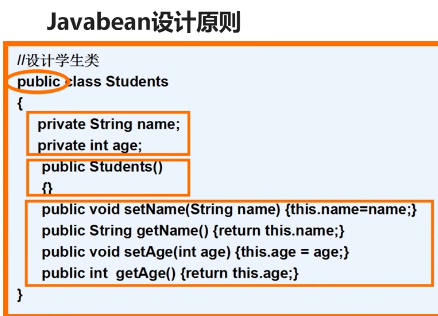 Javabean设计原则
//设计学生类
public class Students
{
private String name;
private int age;
public Students()
{}
public void setName(String name) {this.name=name;}
public String getName() {return this.name;}
public void setAge(int age) {this.age = age;}
public int  getAge() {return this.age;}
}